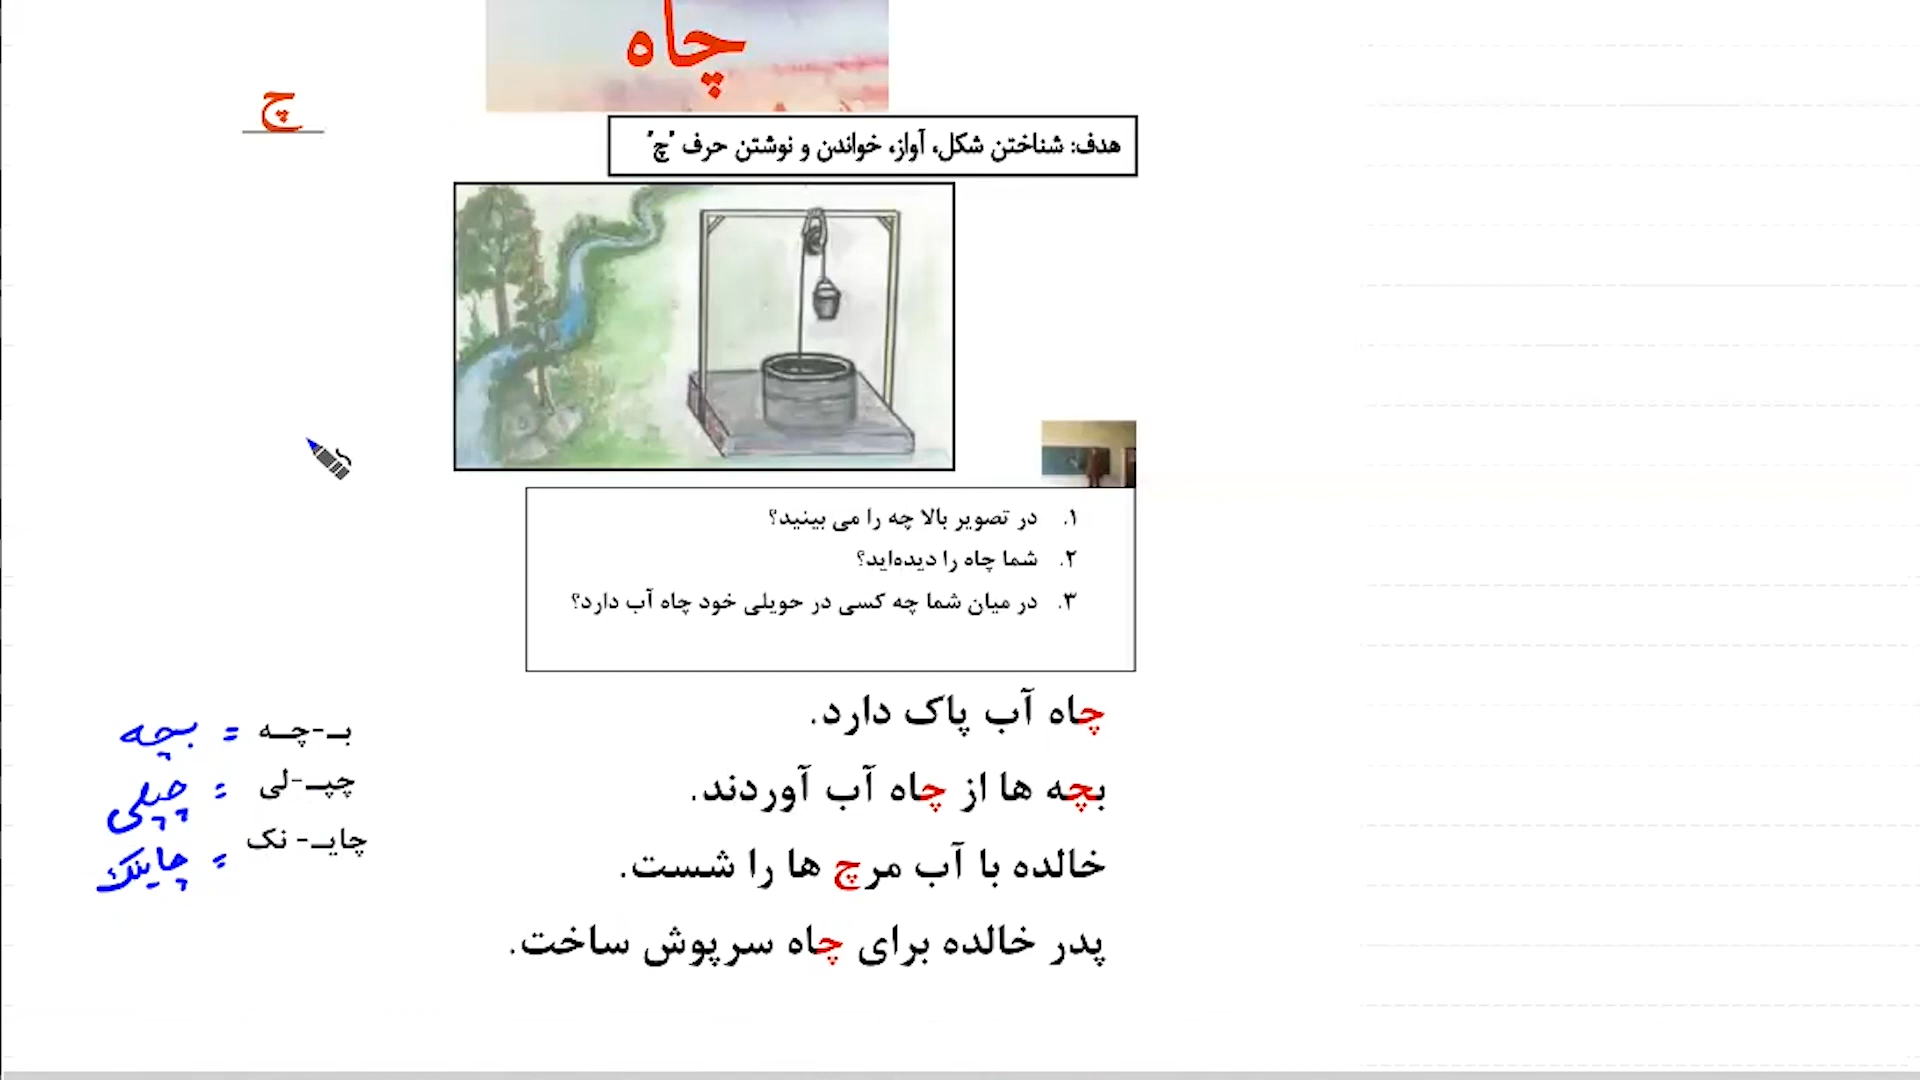 چاه
چ
هدف: شناختن شکل، آواز، خواندن و نوشتن حرف "چ"
۱. در تصویر بالا چه را می بینید؟
۲. شما چاه را دیده‌اید؟
۳. در میان شما چه کسی در حویلی خود چاه آب دارد؟
چاه آب پاک دارد.
بچه ها از چاه آب آوردند.
خالده با آب مرچ ها را شست.
پدر خالده برای چاه سرپوش ساخت.
بـ-چـه = بچه
چپـ-لی = چپلی
چایـ- نک = چاینک